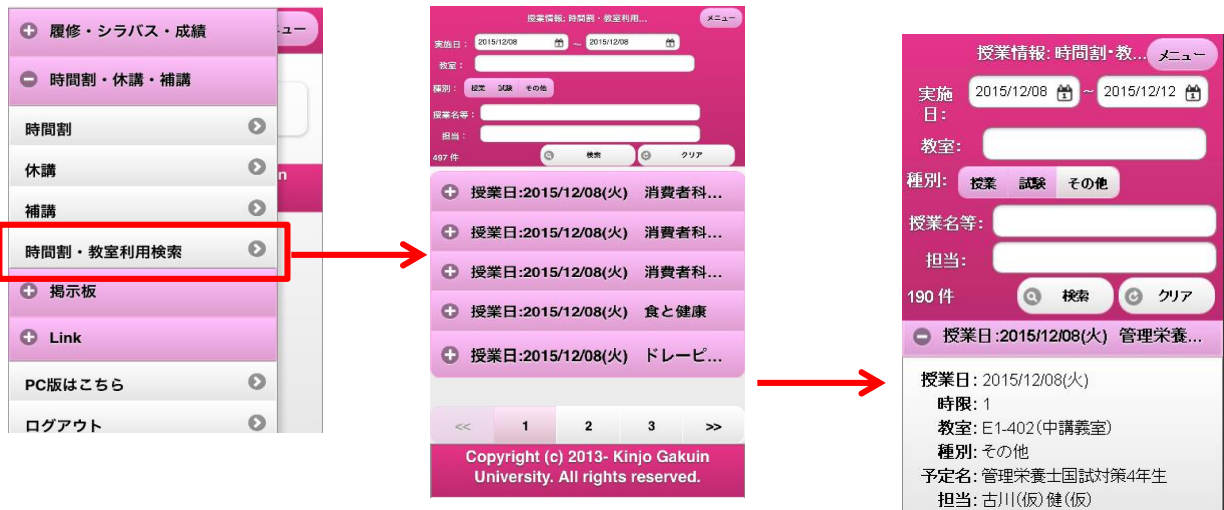 履修・シラバス・成績
ュー
時間割・休講・補講
時間割
休講
n
補講
時間割・教室利用検索
掲示板
Link
PC版はこちら
ログアウト
授業情報: 時間割・教室利用...
メニュー
実施日: 2015/12/08 ~ 2015/12/08
教室:
種別: 授業 試験 その他
授業名等:
担当:
497 件 検索 クリア
授業日:2015/12/08(火) 消費者科...
授業日:2015/12/08(火) 消費者科...
授業日:2015/12/08(火) 消費者科...
授業日:2015/12/08(火) 食と健康
授業日:2015/12/08(火) ドレーピ...
<< 1 2 3 >>
Copyright (c) 2013- Kinjo Gakuin
University. All rights reserved.
授業情報: 時間割・教... メニュー
実施日: 2015/12/08 ~ 2015/12/12
教室:
種別: 授業 試験 その他
授業名等:
担当:
190 件 検索 クリア
授業日:2015/12/08(火) 管理栄養...
授業日: 2015/12/08(火)
時限: 1
教室: E1-402(中講義室)
種別: その他
予定名: 管理栄養士国試対策4年生
担当: 古川(仮)健(仮)